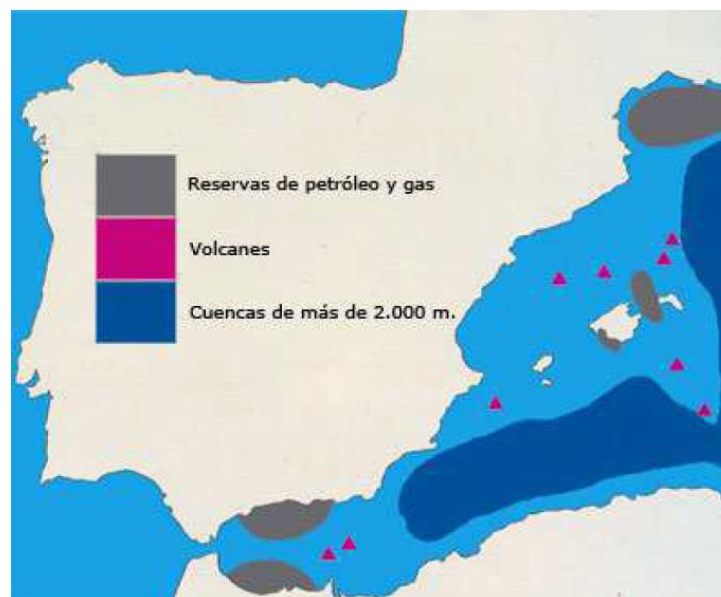 Reservas de petróleo y gas
Volcanes
Cuencas de más de 2.000 m.